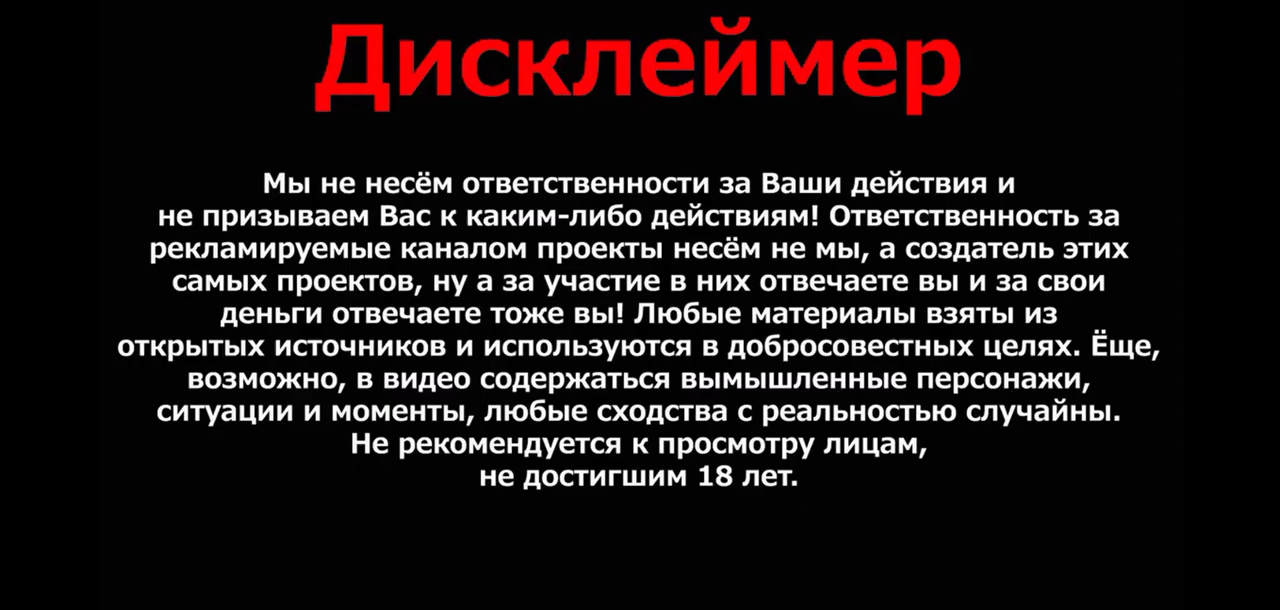 Дисклеймер
Мы не несём ответственности за Ваши действия и
не призываем Вас к каким-либо действиям! Ответственность за
рекламируемые каналом проекты несём не мы, а создатель этих
самых проектов, ну а за участие в них отвечаете вы и за свои
деньги отвечаете тоже вы! Любые материалы взяты из
открытых источников и используются в добросовестных целях. Ёще,
возможно, в видео содержаться вымышленные персонажи,
ситуации и моменты, любые сходства с реальностью случайны.
Не рекомендуется к просмотру лицам,
не достигшим 18 лет.